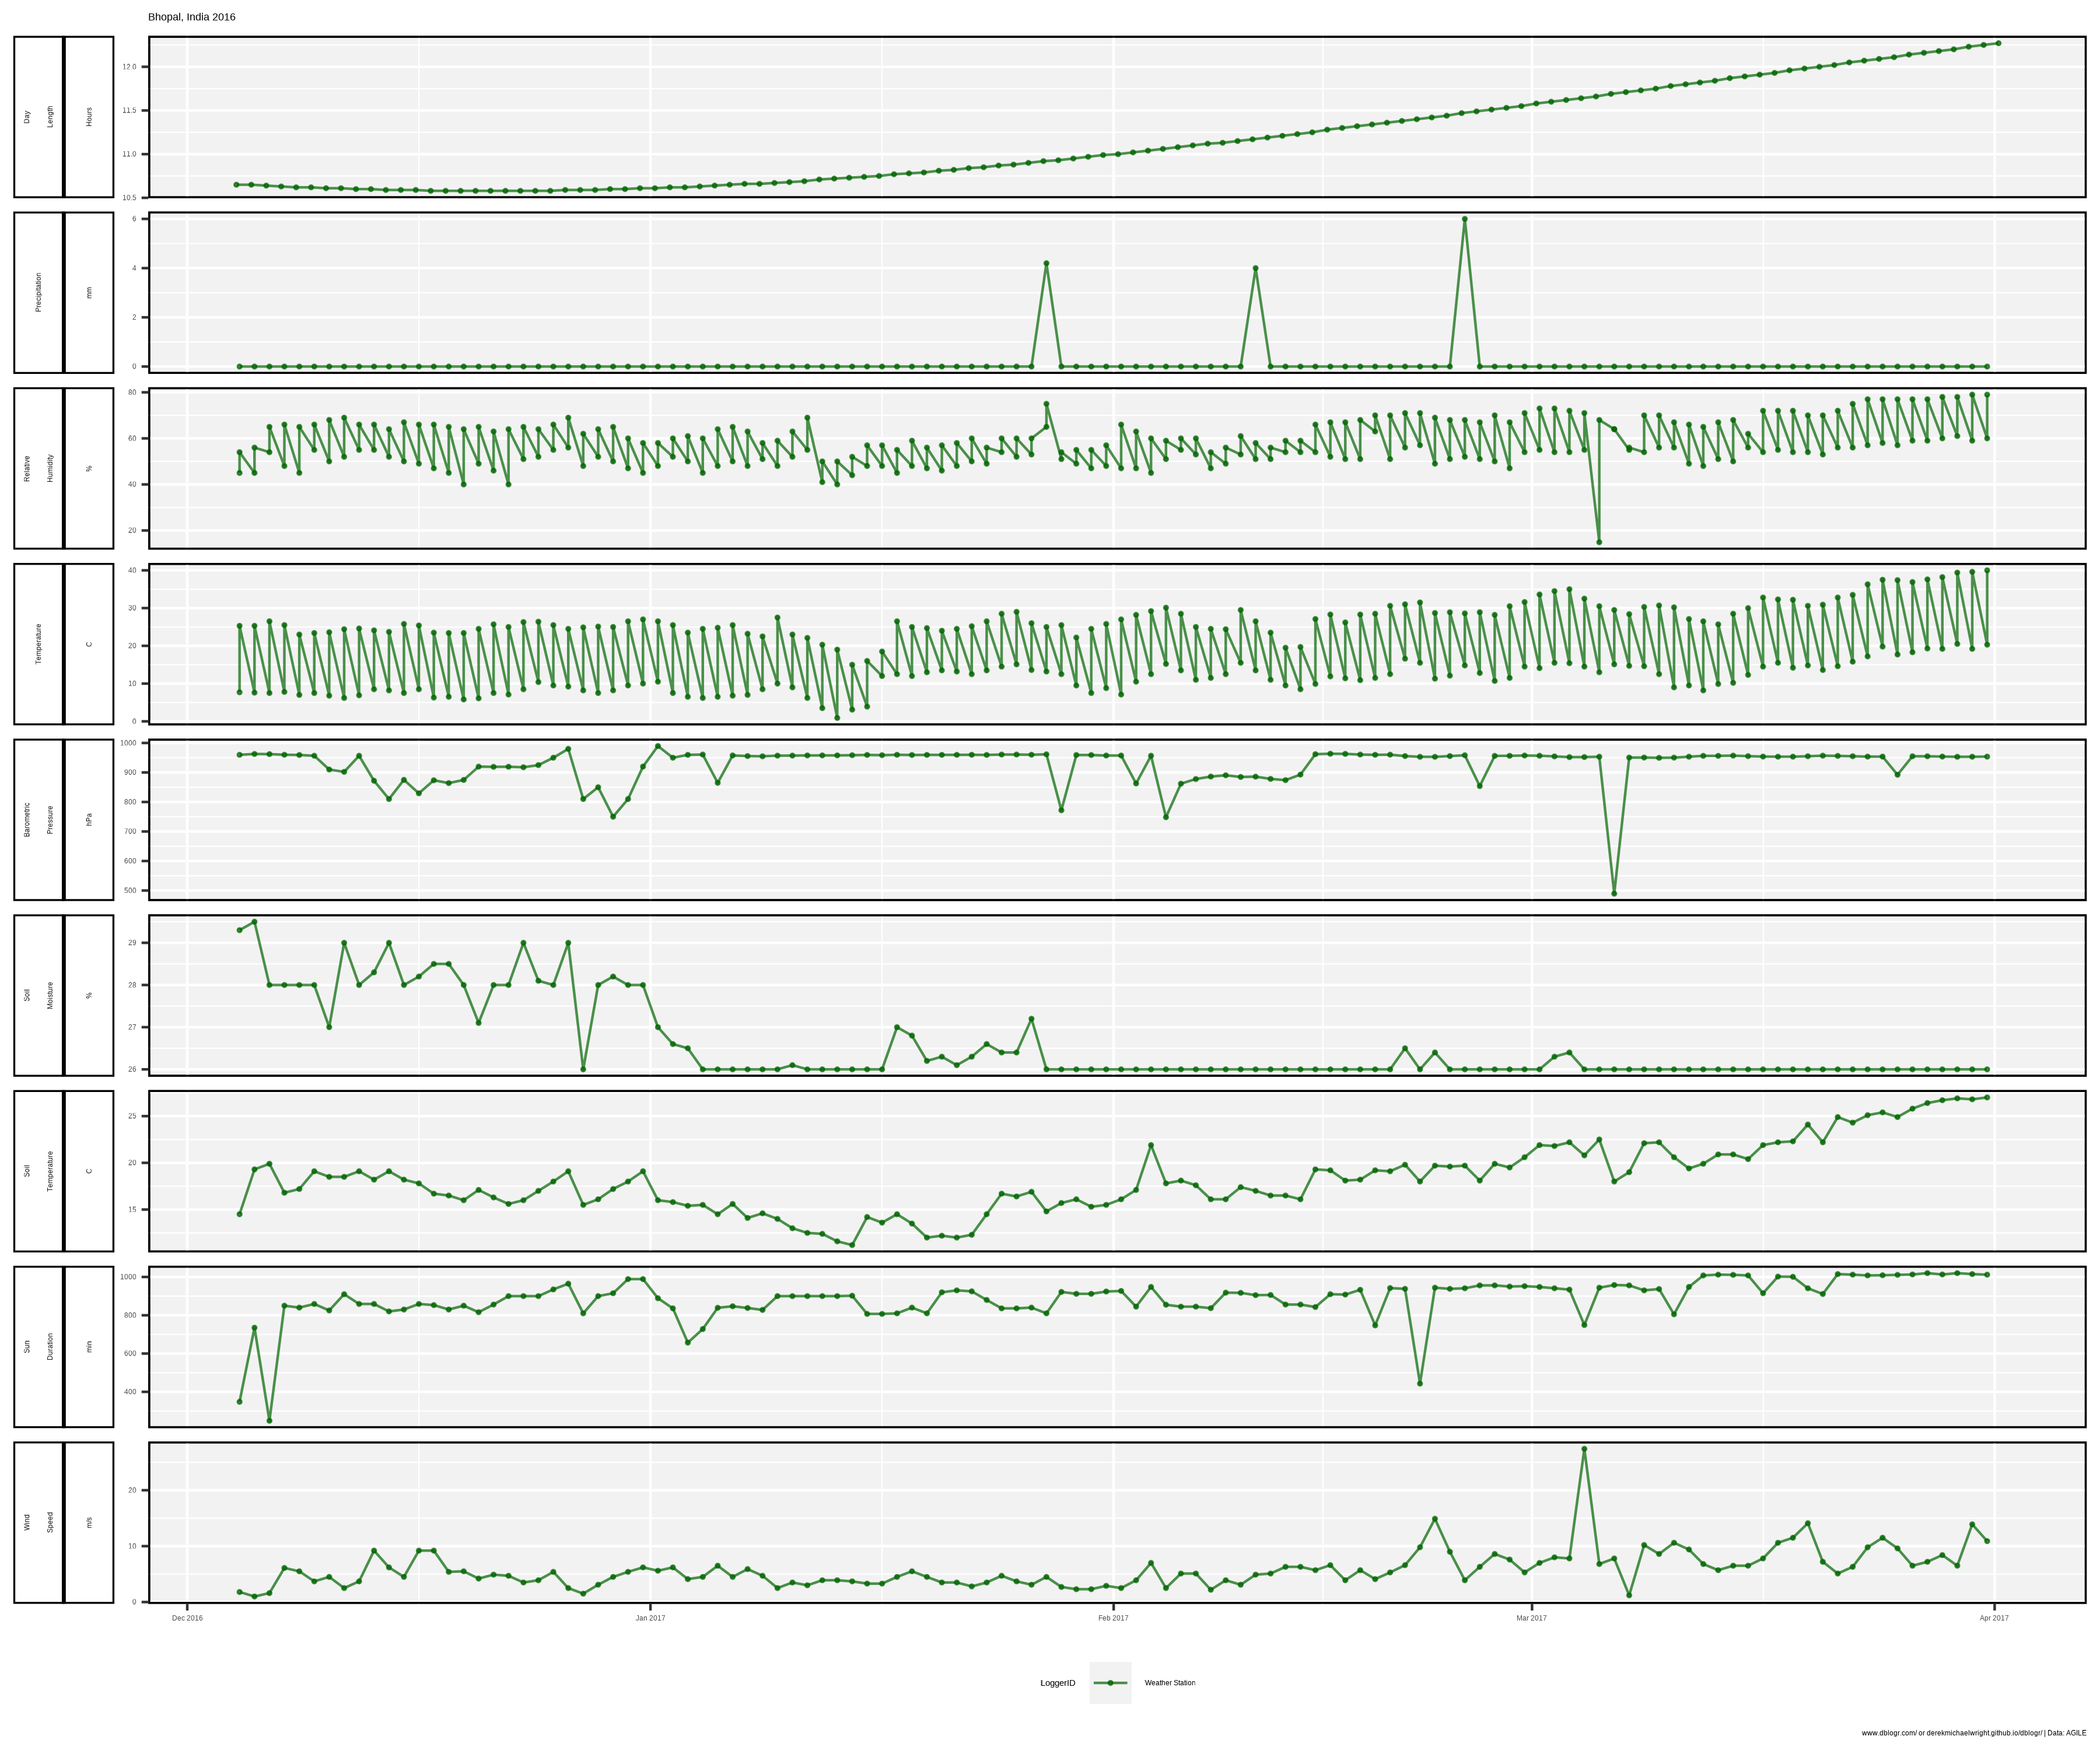 Bhopal, India 2016
Day
Length
Hours
12.0
11.5
11.0
10.5
Precipitation
mm
6
4
2
0
Relative
Humidity
%
80
60
40
20
Temperature
C
40
30
20
10
0
Barometric
Pressure
hPa
1000
900
800
700
600
500
Soil
Moisture
%
29
28
27
26
Soil
Temperature
C
25
20
15
Sun
Duration
min
1000
800
600
400
Wind
Speed
m/s
20
10
0
Dec 2016 Jan 2017 Feb 2017 Mar 2017 Apr 2017
LoggerID Weather Station
www.dblogr.com/ or derekmichaelwright.github.io/dblogr/ | Data: AGILE